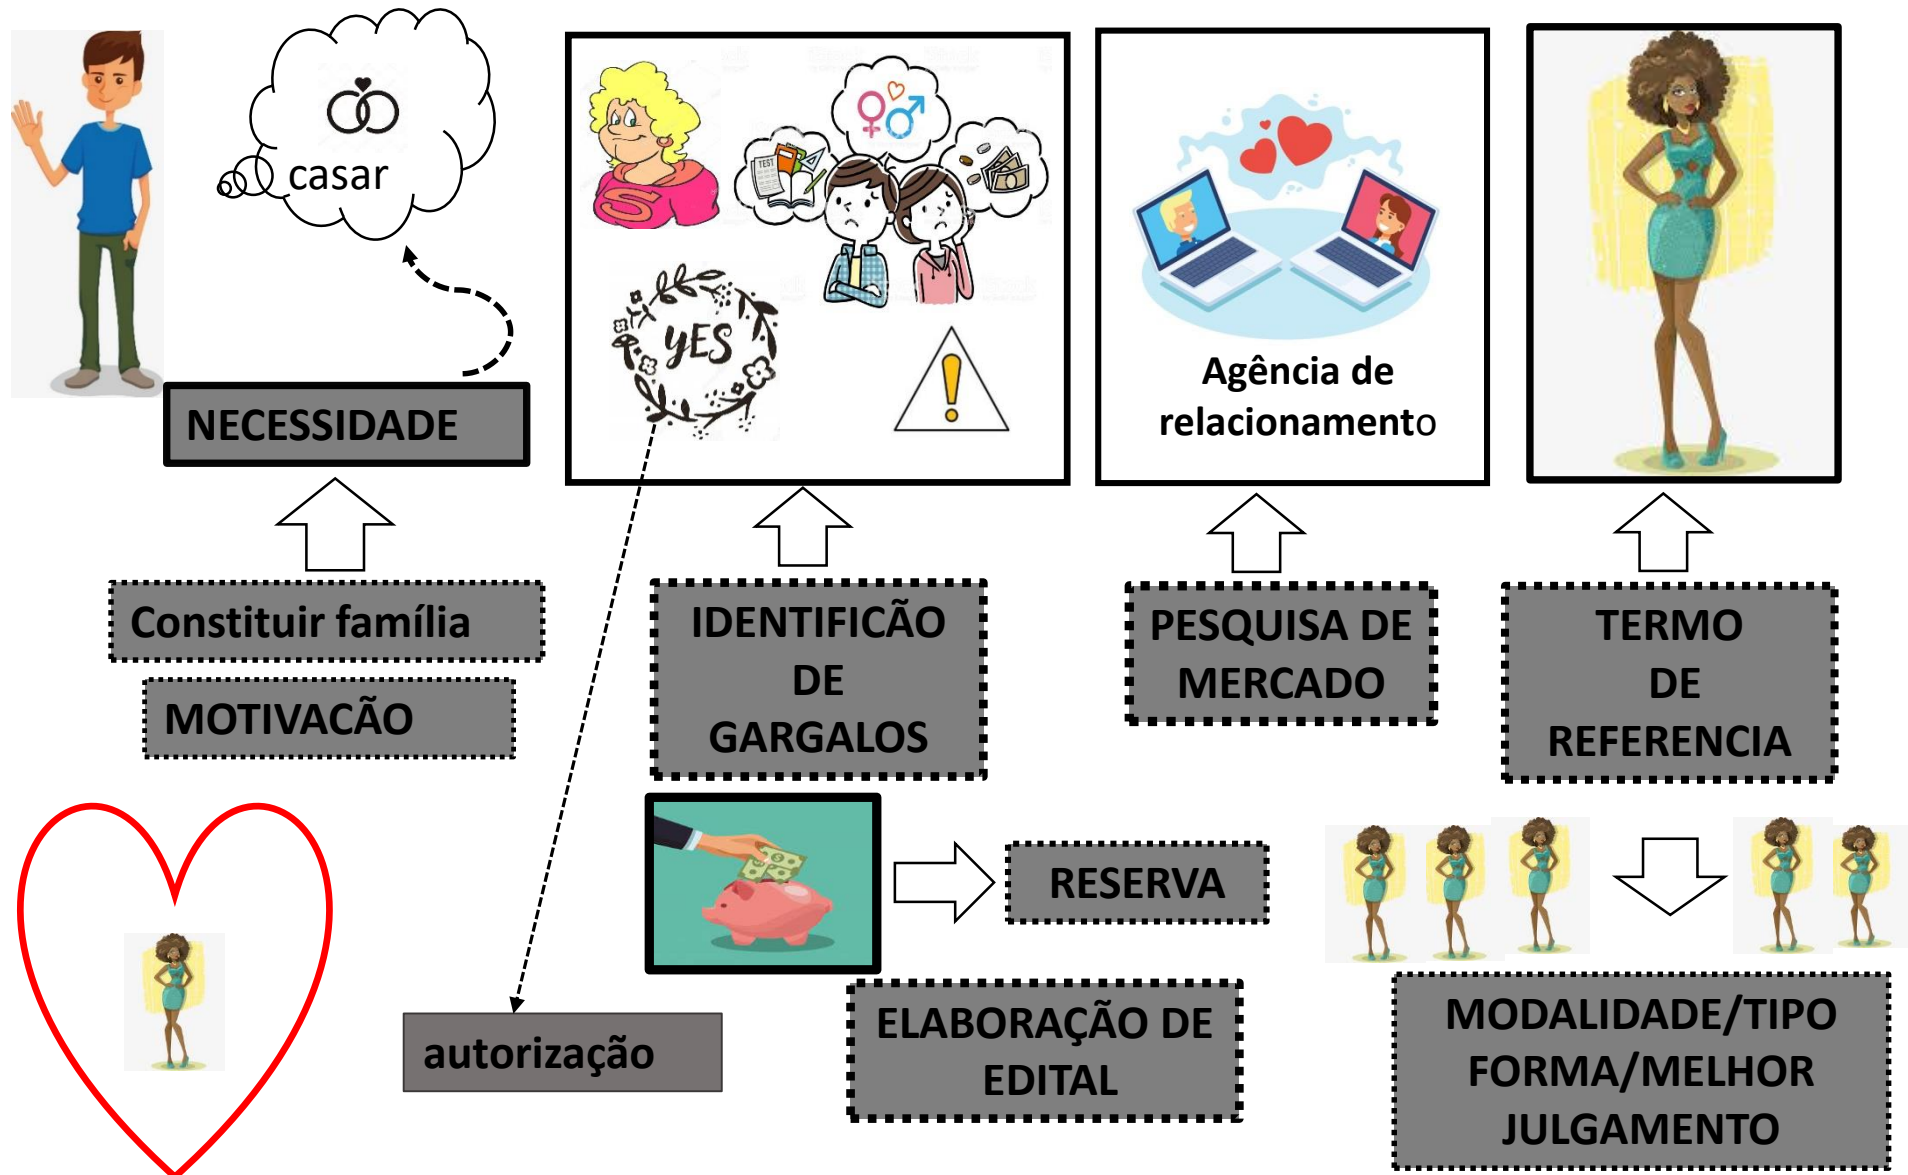 casar
NECESSIDADE
Constituir família
MOTIVACÃO
TEST
YES
S
IDENTIFICÃO
DE
GARGALOS
Agência de
relacionamento
PESQUISA DE
MERCADO
TERMO
DE
REFERENCIA
RESERVA
autorização
ELABORAÇÃO DE
EDITAL
MODALIDADE/TIPO
FORMA/MELHOR
JULGAMENTO